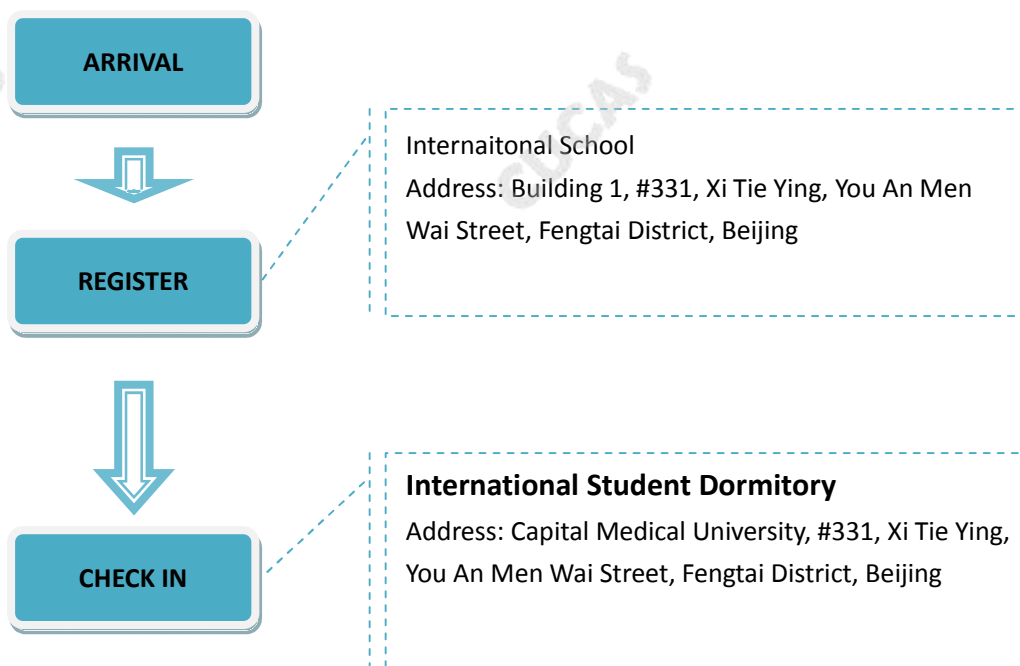 ARRIVAL
CUCAS
Internaitonal School
Address: Building 1, #331, Xi Tie Ying, You An Men
Wai Street, Fengtai District, Beijing
REGISTER
International Student Dormitory
Address: Capital Medical University, #331, Xi Tie Ying,
You An Men Wai Street, Fengtai District, Beijing
CHECK IN